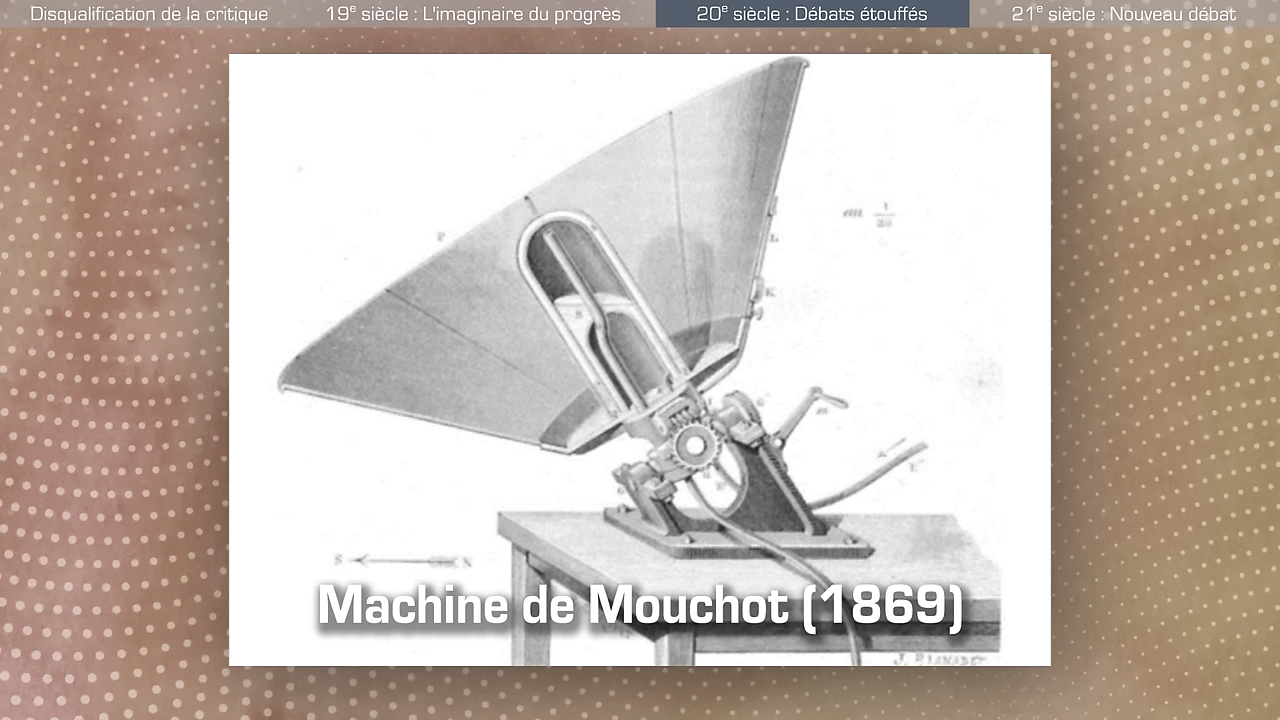 Disqualification de la critique
19e siècle : L'imaginaire du progrès
20e siècle : Débats étouffés
21e siècle : Nouveau débat
P
L
K
S
N
Machine de Mouchot (1869)